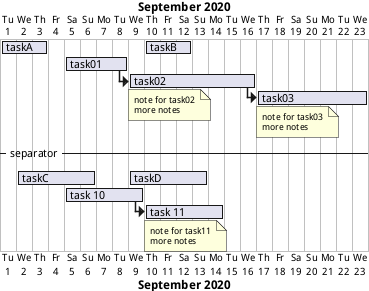 September 2020
Tu We Th Fr Sa Su Mo Tu We Th Fr Sa Su Mo Tu We Th Fr Sa Su Mo Tu We
1 2 3 4 5 6 7 8 9 10 11 12 13 14 15 16 17 18 19 20 21 22 23
taskA taskB
task01
task02
note for task02
more notes
task03
note for task03
more notes
separator
taskC taskD
task 10
task 11
note for task11
more notes
Tu We Th Fr Sa Su Mo Tu We Th Fr Sa Su Mo Tu We Th Fr Sa Su Mo Tu We
1 2 3 4 5 6 7 8 9 10 11 12 13 14 15 16 17 18 19 20 21 22 23
September 2020